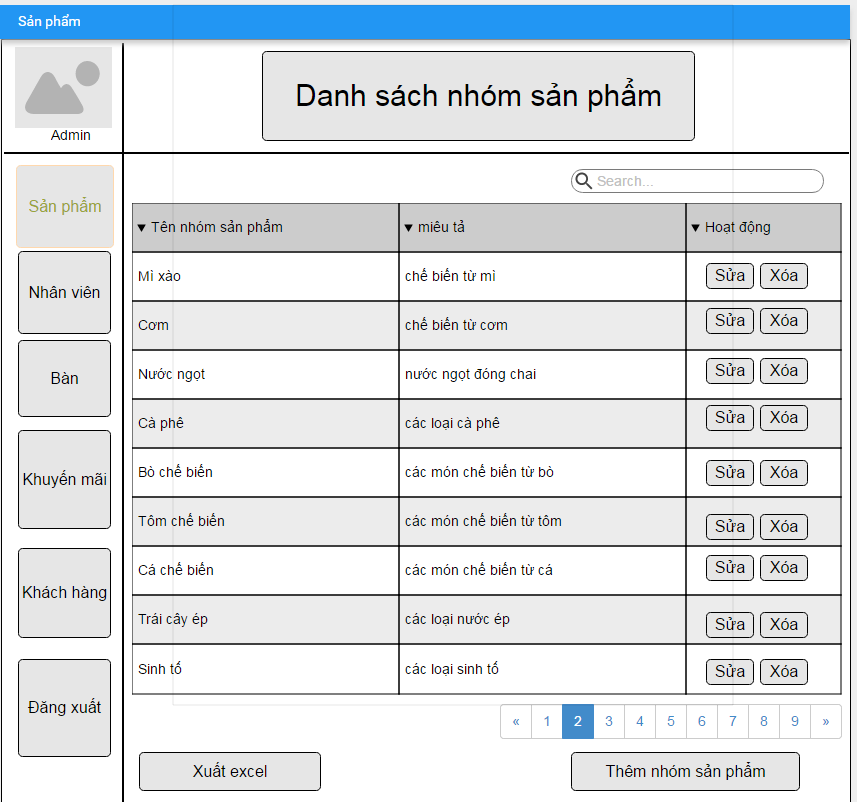 Sản phẩm
Admin
Danh sách nhóm sản phẩm
Search...
Sản phẩm
Nhân viên
Bàn
Khuyến mãi
Khách hàng
Đăng xuất
Tên nhóm sản phẩm miêu tả Hoạt động
Mì xào chế biến từ mì Sửa Xóa
Cơm chế biến từ cơm Sửa Xóa
Nước ngọt nước ngọt đóng chai Sửa Xóa
Cà phê các loại cà phê Sửa Xóa
Bò chế biến các món chế biến từ bò Sửa Xóa
Tôm chế biến các món chế biến từ tôm Sửa Xóa
Cá chế biến các món chế biến từ cá Sửa Xóa
Trái cây ép các loại nước ép Sửa Xóa
Sinh tố các loại sinh tố Sửa Xóa
« 1 2 3 4 5 6 7 8 9 »
Xuất excel Thêm nhóm sản phẩm